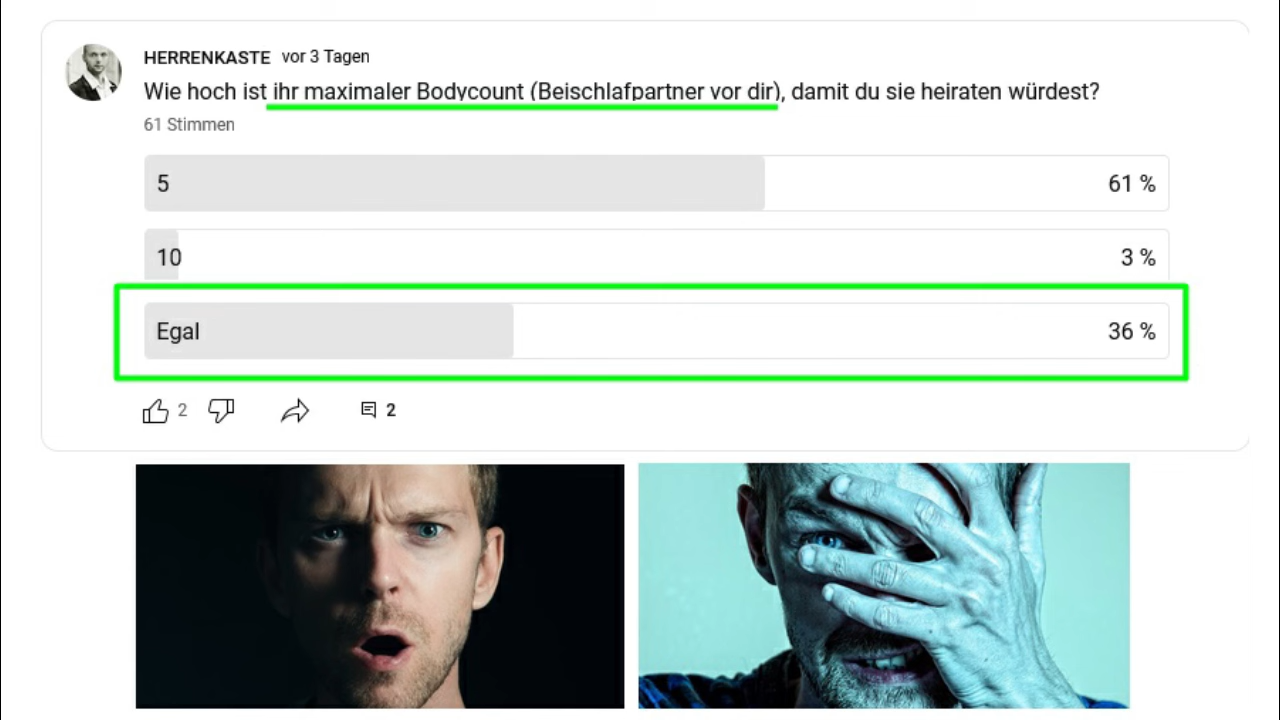 HERRENKASTE vor 3 Tagen
Wie hoch ist ihr maximaler Bodycount (Beischlafpartner vor dir), damit du sie heiraten würdest?
61 Stimmen
5 61 %
10 3 %
Egal 36 %
2 2